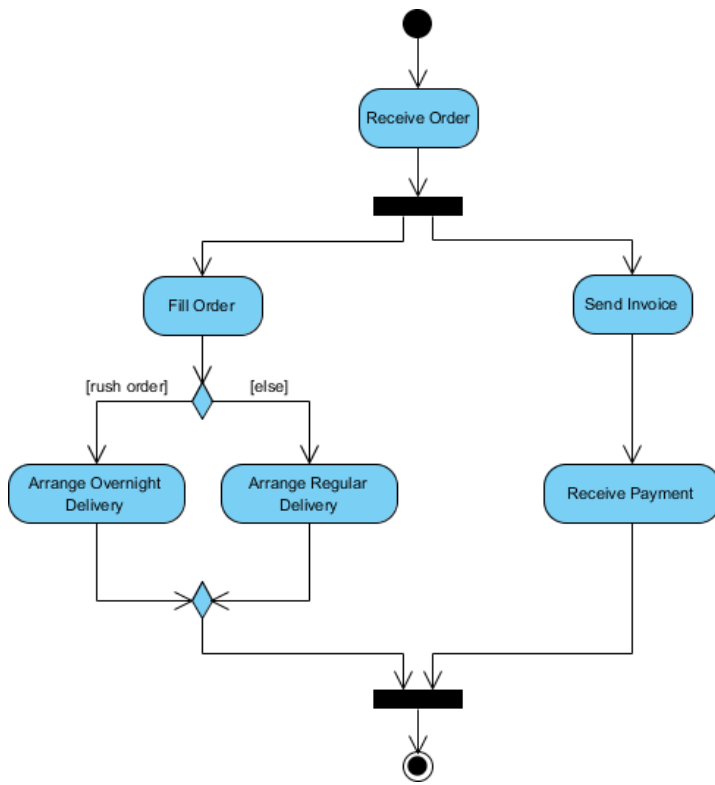 Receive Order
Fill Order
Send Invoice
[rush order]
[else]
Arrange Overnight
Delivery
Arrange Regular
Delivery
Receive Payment